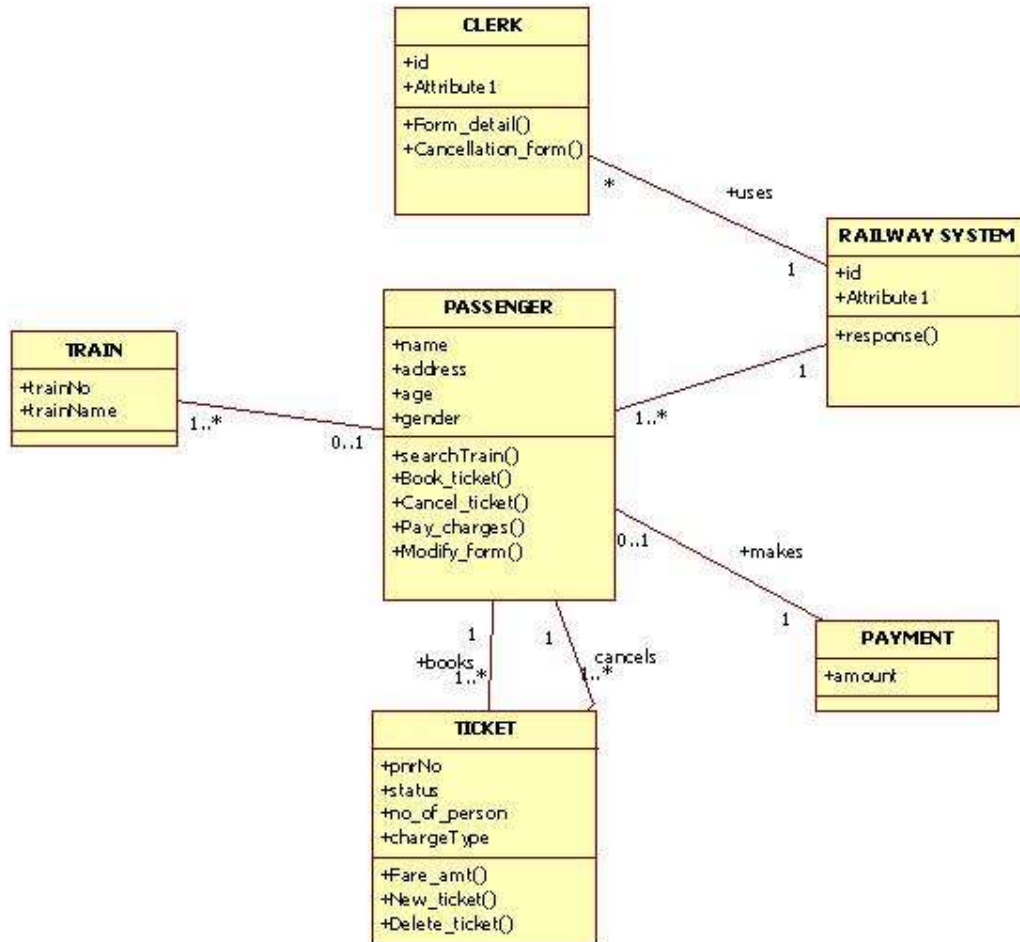 CLERK
+id
+Attribute1
+Form_detail()
+Cancellation_form()
*
+uses
1
RAILWAY SYSTEM
+id
+Attribute1
+response()
PASSENGER
+name
+address
+age
+gender
+searchTrain()
+Book_ticket()
+Cancel_ticket()
+Pay_charges()
+Modify_form()
TRAIN
+trainNo
+trainName
1..*
0..1
1
1..*
0..1
+makes
1
PAYMENT
+amount
1
+books
1..*
1
cancels
1..*
TICKET
+pnrNo
+status
+no_of_person
+chargeType
+Fare_amt()
+New_ticket()
+Delete_ticket()